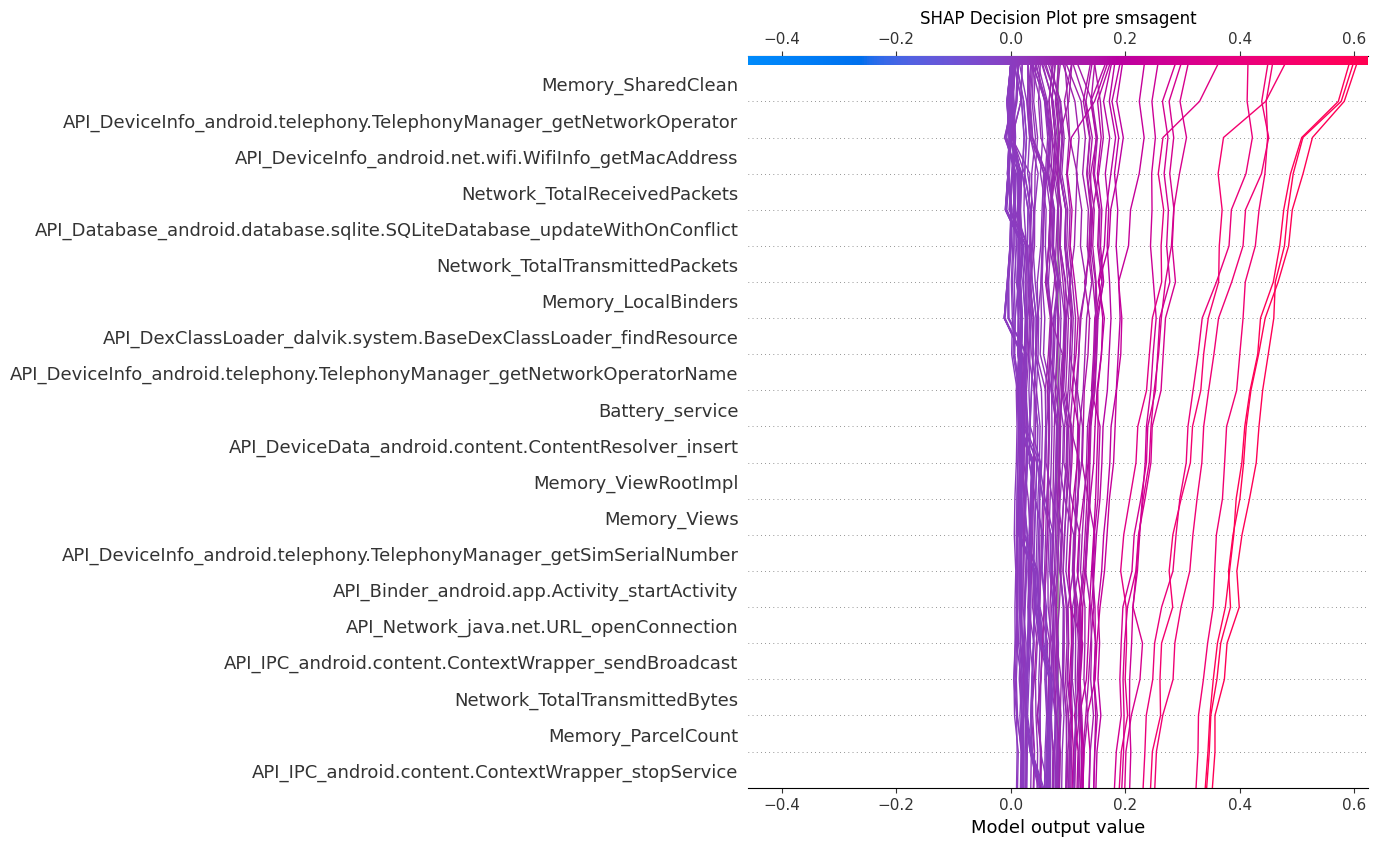 SHAP Decision Plot pre smsagent
−0.4 −0.2 0.0 0.2 0.4 0.6
Memory_SharedClean
API_DeviceInfo_android.telephony.TelephonyManager_getNetworkOperator
API_DeviceInfo_android.net.wifi.WifiInfo_getMacAddress
Network_TotalReceivedPackets
API_Database_android.database.sqlite.SQLiteDatabase_updateWithOnConflict
Network_TotalTransmittedPackets
Memory_LocalBinders
API_DexClassLoader_dalvik.system.BaseDexClassLoader_findResource
API_DeviceInfo_android.telephony.TelephonyManager_getNetworkOperatorName
Battery_service
API_DeviceData_android.content.ContentResolver_insert
Memory_ViewRootImpl
Memory_Views
API_DeviceInfo_android.telephony.TelephonyManager_getSimSerialNumber
API_Binder_android.app.Activity_startActivity
API_Network_java.net.URL_openConnection
API_IPC_android.content.ContextWrapper_sendBroadcast
Network_TotalTransmittedBytes
Memory_ParcelCount
API_IPC_android.content.ContextWrapper_stopService
−0.4 −0.2 0.0 0.2 0.4 0.6
Model output value